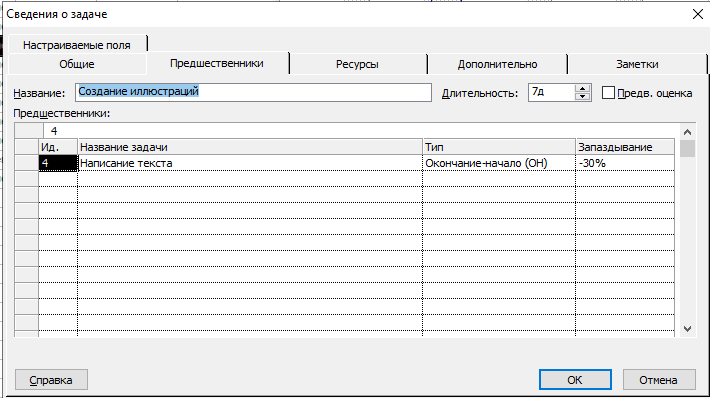 Сведения о задаче
Настраиваемые поля
Общие Предшественники Ресурсы Дополнительно Заметки
Название: Создание иллюстраций Длительность: 7д Предв. оценка
Предшественники:
4
Ид. Название задачи Тип Запаздывание
4 Написание текста Окончание-начало (ОН) -30%
Справка ОК Отмена